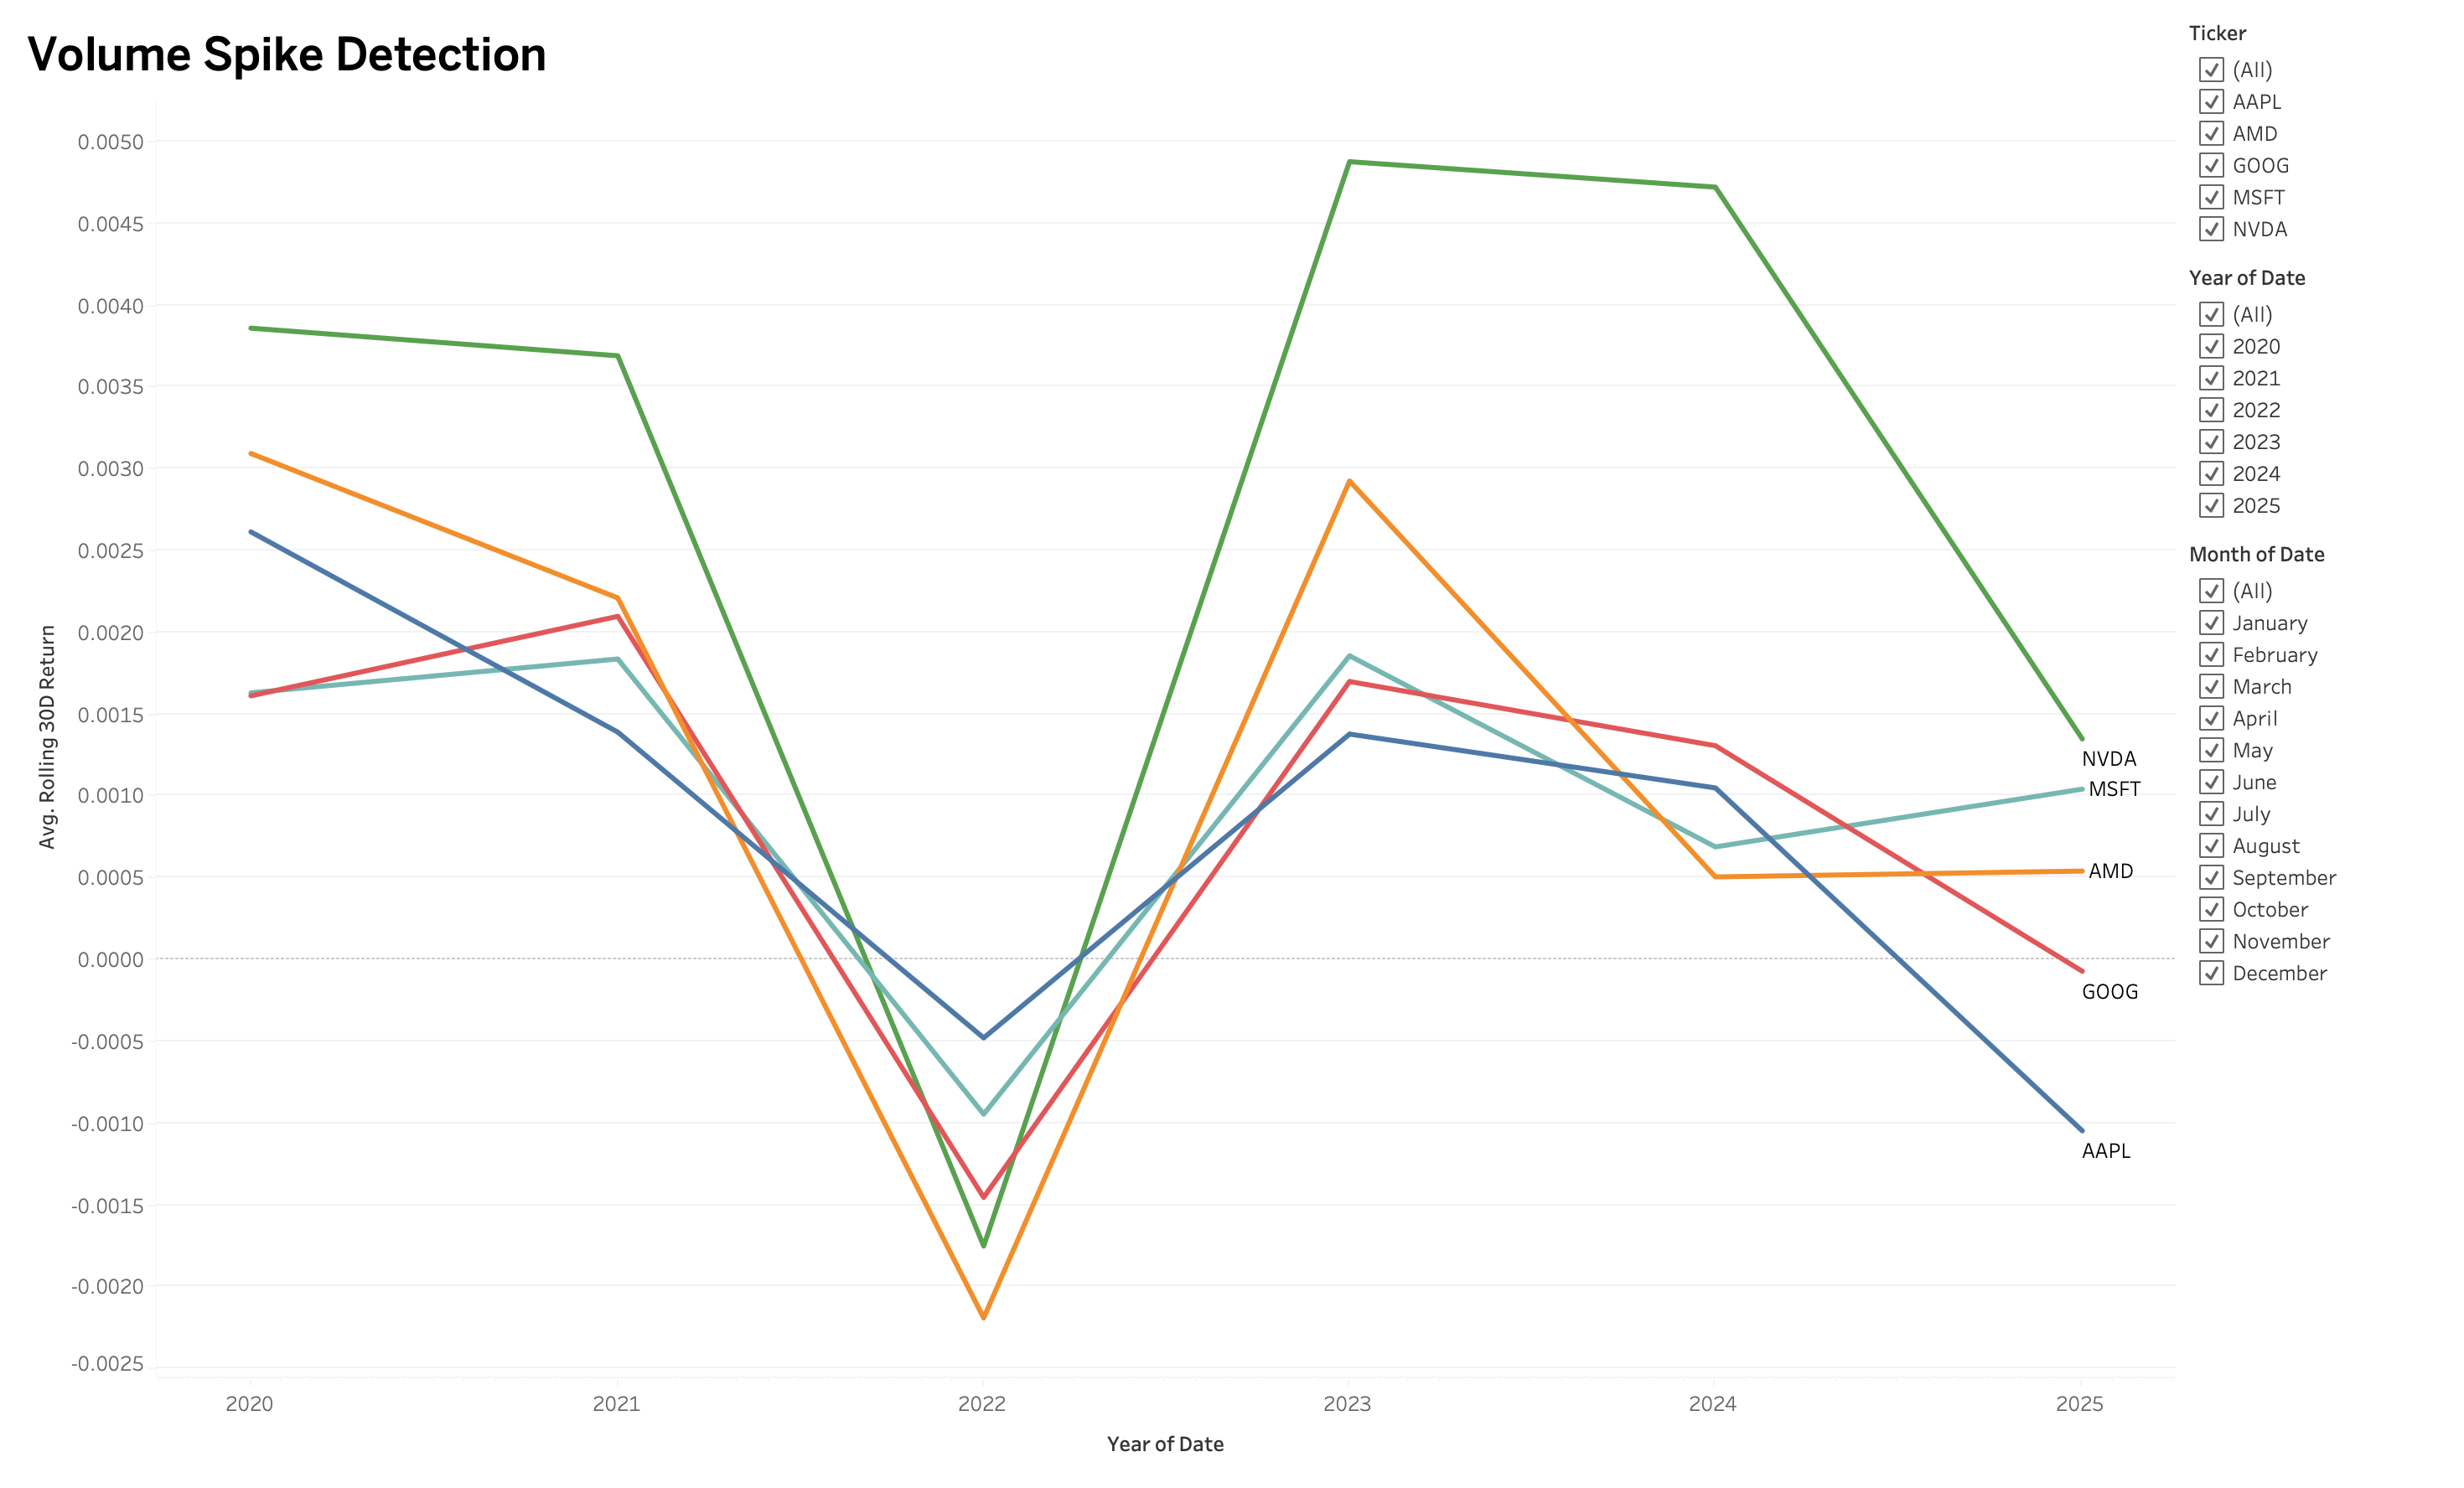 Volume Spike Detection
Avg. Rolling 30D Return
0.0050
0.0045
0.0040
0.0035
0.0030
0.0025
0.0020
0.0015
0.0010
0.0005
0.0000
-0.0005
-0.0010
-0.0015
-0.0020
-0.0025
NVDA
MSFT
AMD
GOOG
AAPL
2020
2021
2022
2023
2024
2025
Year of Date
Ticker
(All)
AAPL
AMD
GOOG
MSFT
NVDA
Year of Date
(All)
2020
2021
2022
2023
2024
2025
Month of Date
(All)
January
February
March
April
May
June
July
August
September
October
November
December